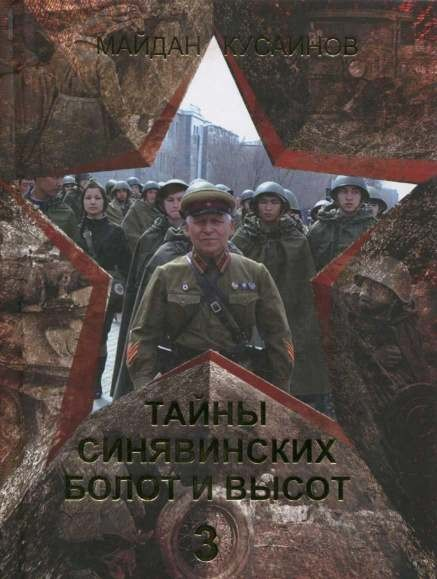 МАЙДАН КУСАИНОВ
ТАЙНЫ
СИНЯВИНСКИХ
БОЛОТ И ВЫСОТ
3